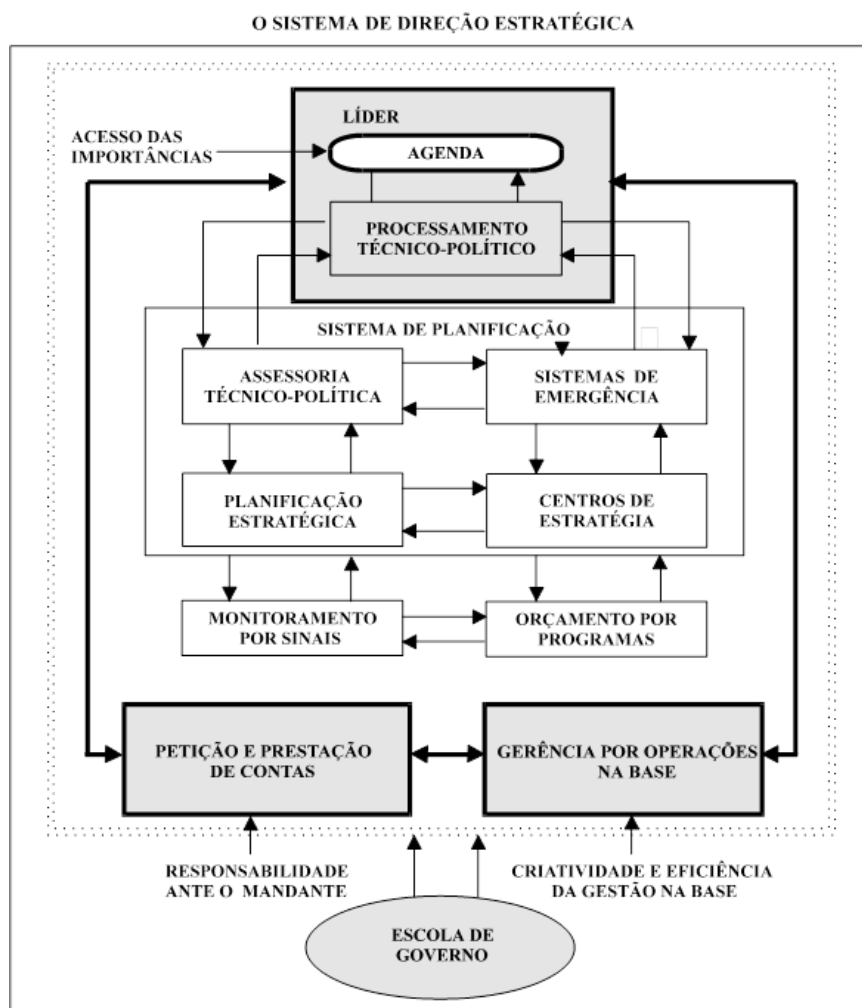 O SISTEMA DE DIREÇÃO ESTRATÉGICA
LÍDER
ACESSO DAS
IMPORTÂNCIAS
AGENDA
PROCESSAMENTO
TÉCNICO-POLÍTICO
SISTEMA DE PLANIFICAÇÃO
ASSESSORIA
TÉCNICO-POLÍTICA
SISTEMAS DE
EMERGÊNCIA
PLANIFICAÇÃO
ESTRATÉGICA
CENTROS DE
ESTRATÉGIA
MONITORAMENTO
POR SINAIS
ORÇAMENTO POR
PROGRAMAS
PETIÇÃO E PRESTAÇÃO
DE CONTAS
GERÊNCIA POR OPERAÇÕES
NA BASE
RESPONSABILIDADE
ANTE O MANDANTE
CRIATIVIDADE E EFICIÊNCIA
DA GESTÃO NA BASE
ESCOLA DE
GOVERNO